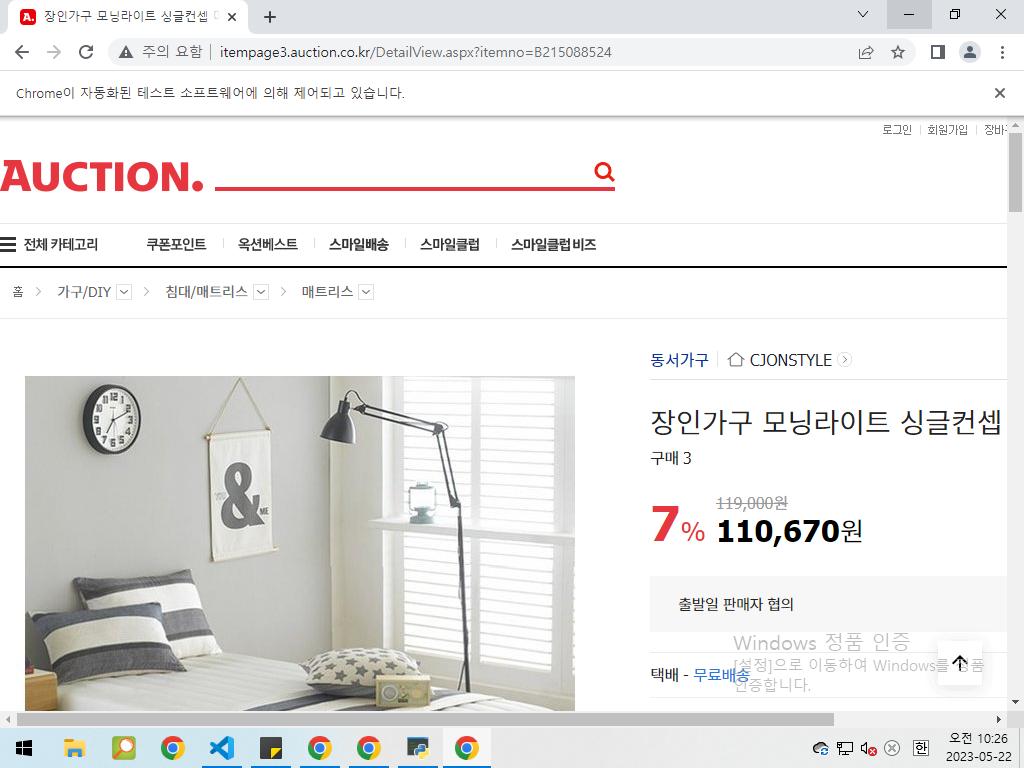 장인가구 모닝라이트 싱글컨셉
주의 요함 itempage3.auction.co.kr/DetailView.aspx?itemno=B215088524
Chrome이 자동화된 테스트 소프트웨어에 의해 제어되고 있습니다.
로그인 회원가입 장바
AUCTION.
전체 카테고리 쿠폰포인트 옥션베스트 스마일배송 스마일클럽 스마일클럽 비즈
홈 가구/DIY 침대/매트리스 매트리스
동서가구 CJONSTYLE
장인가구 모닝라이트 싱글컨셉
구매 3
119,000원
7% 110,670원
출발일 판매자 협의
Windows 정품 인증
[설정]으로 이동하여 Windows를 정품
인증합니다.
택배 - 무료배송
&
ME
한
오전 10:26
2023-05-22